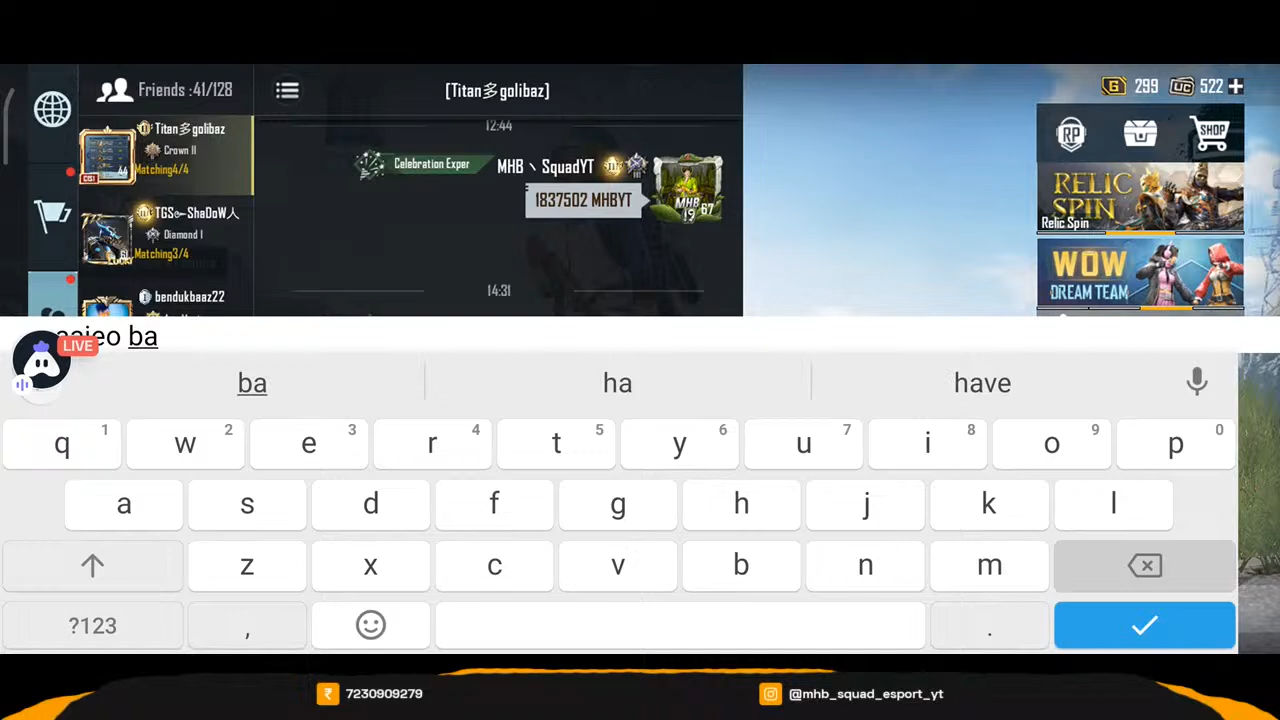 Friends :41/128
[Titan多golibaz]
299
522
Titan多golibaz
Crown II
Matching4/4
12:44
Celebration Exper
MHB丶SquadYT
1837502 MHBYT
MHB
19 67
RP
SHOP
RELIC
SPIN
Relic Spin
TGS๛ShaDoW人
Diamond I
Matching3/4
WOW
DREAM TEAM
bendukbaaz22
14:31
ba
LIVE
ba ha have
q 1 w 2 e 3 r 4 t 5 y 6 u 7 i 8 o 9 p 0
a s d f g h j k l
z x c v b n m
?123 , .
₹ 7230909279
@mhb_squad_esport_yt